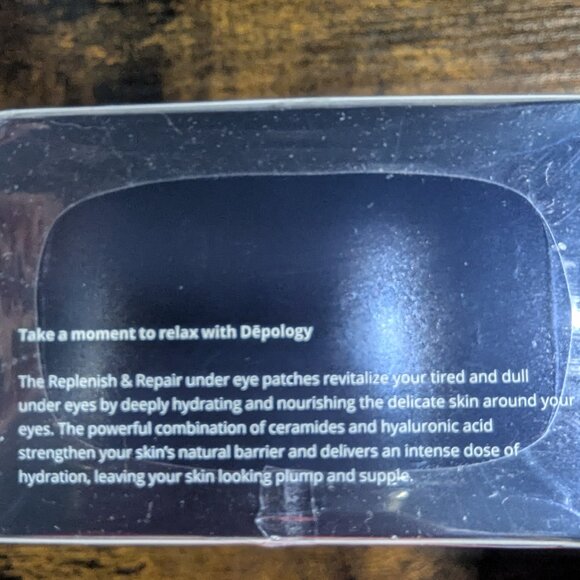 Take a moment to relax with Dēpology
The Replenish & Repair under eye patches revitalize your tired and dull
under eyes by deeply hydrating and nourishing the delicate skin around your
eyes. The powerful combination of ceramides and hyaluronic acid
strengthen your skin's natural barrier and delivers an intense dose of
hydration, leaving your skin looking plump and supple.